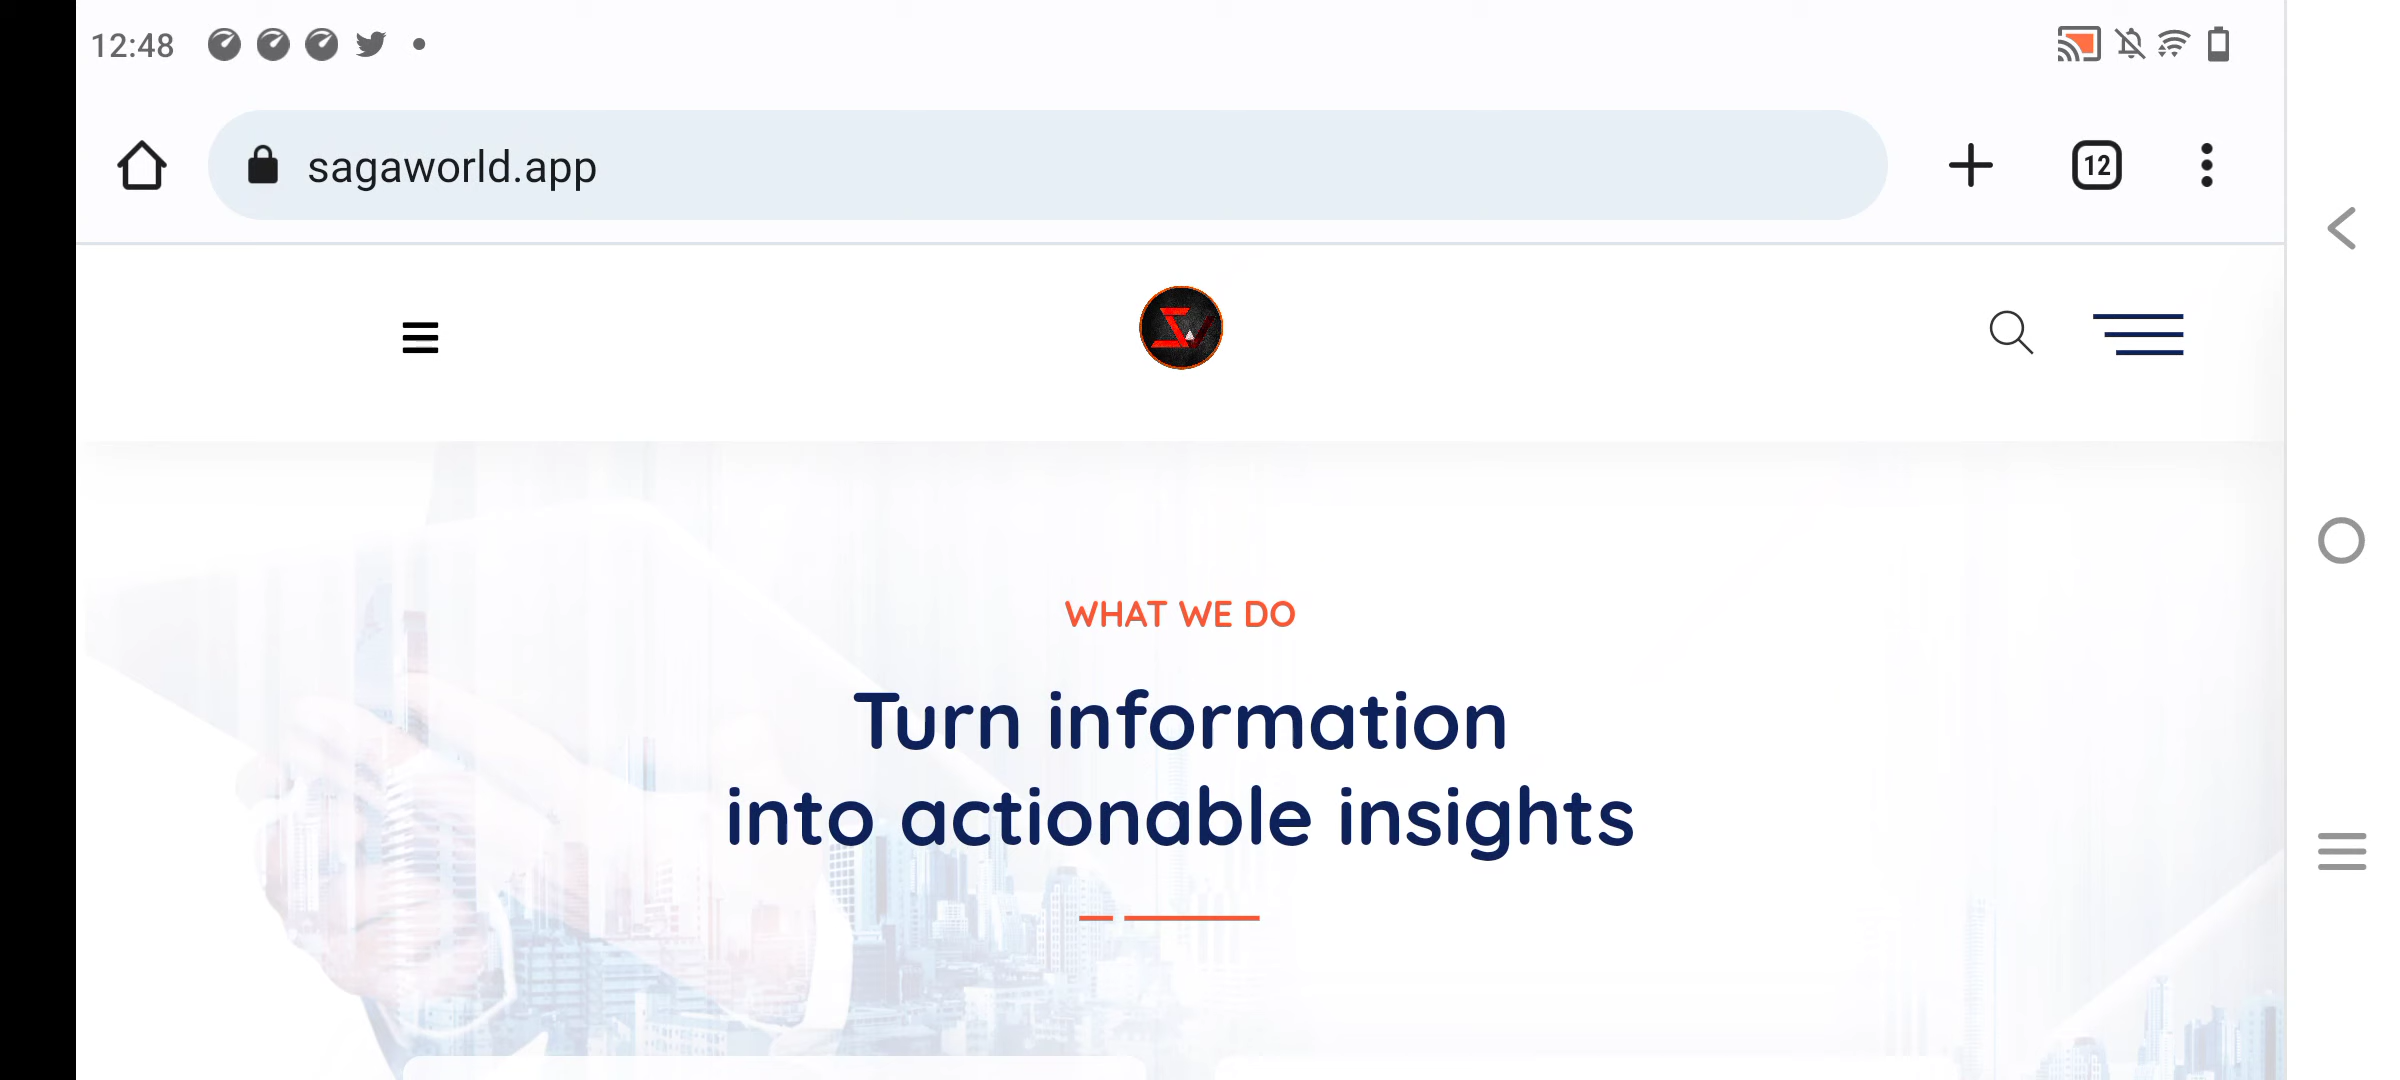 12:48
sagaworld.app
12
WHAT WE DO
Turn information
into actionable insights